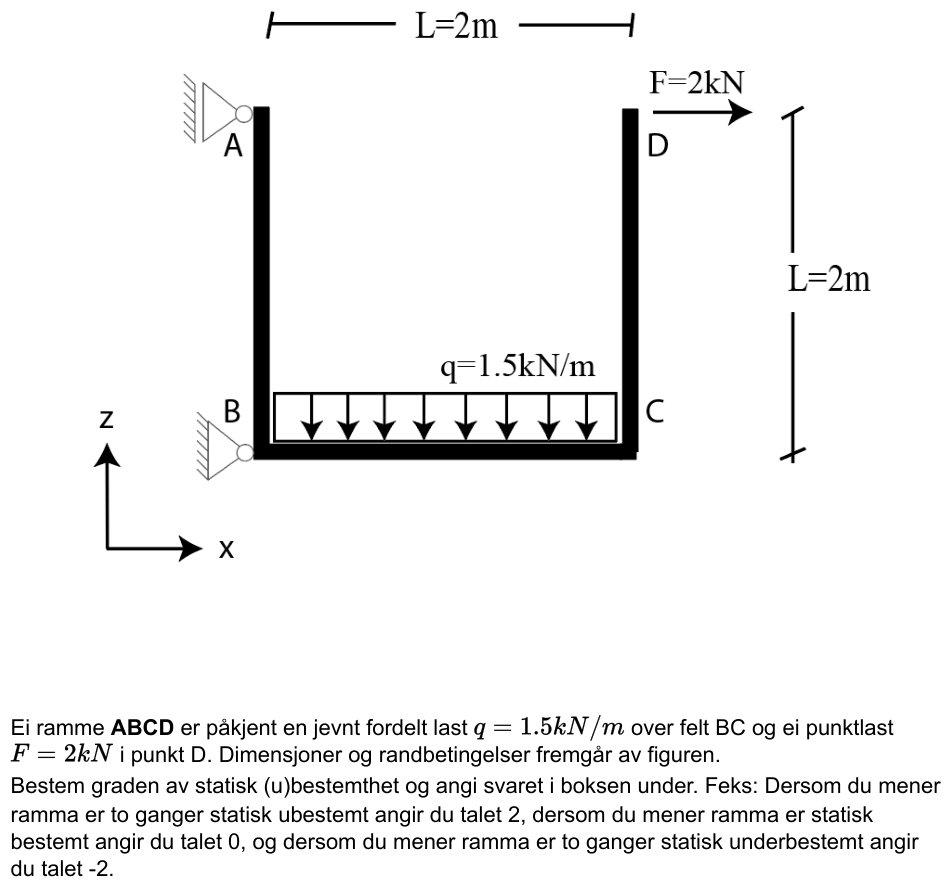 L=2m
F=2kN
A
D
L=2m
q=1.5kN/m
B
C
z
x
Ei ramme ABCD er påkjent en jevnt fordelt last q = 1.5kN/m over felt BC og ei punktlast
F = 2kN i punkt D. Dimensjoner og randbetingelser fremgår av figuren.
Bestem graden av statisk (u)bestemthet og angi svaret i boksen under. Feks: Dersom du mener
ramma er to ganger statisk ubestemt angir du talet 2, dersom du mener ramma er statisk
bestemt angir du talet 0, og dersom du mener ramma er to ganger statisk underbestemt angir
du talet -2.